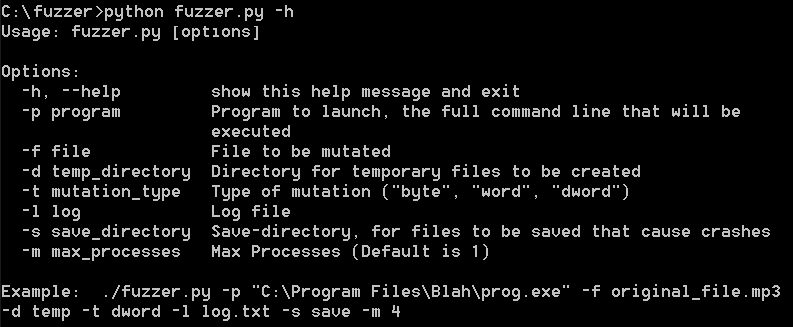 C:\fuzzer>python fuzzer.py -h
Usage: fuzzer.py [options]

Options:
  -h, --help         show this help message and exit
  -p program         Program to launch, the full command line that will be
                     executed
  -f file            File to be mutated
  -d temp_directory  Directory for temporary files to be created
  -t mutation_type   Type of mutation ("byte", "word", "dword")
  -l log             Log file
  -s save_directory  Save-directory, for files to be saved that cause crashes
  -m max_processes   Max Processes (Default is 1)

Example:  ./fuzzer.py -p "C:\Program Files\Blah\prog.exe" -f original_file.mp3
-d temp -t dword -l log.txt -s save -m 4